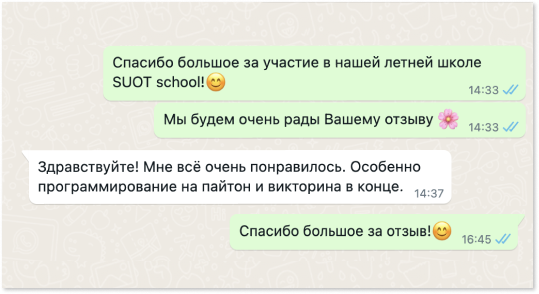 Спасибо большое за участие в нашей летней школе
SUOT school!😊
14:33
Мы будем очень рады Вашему отзыву 🌸
14:33
Здравствуйте! Мне всё очень понравилось. Особенно
программирование на пайтон и викторина в конце.
14:37
Спасибо большое за отзыв!😊
16:45